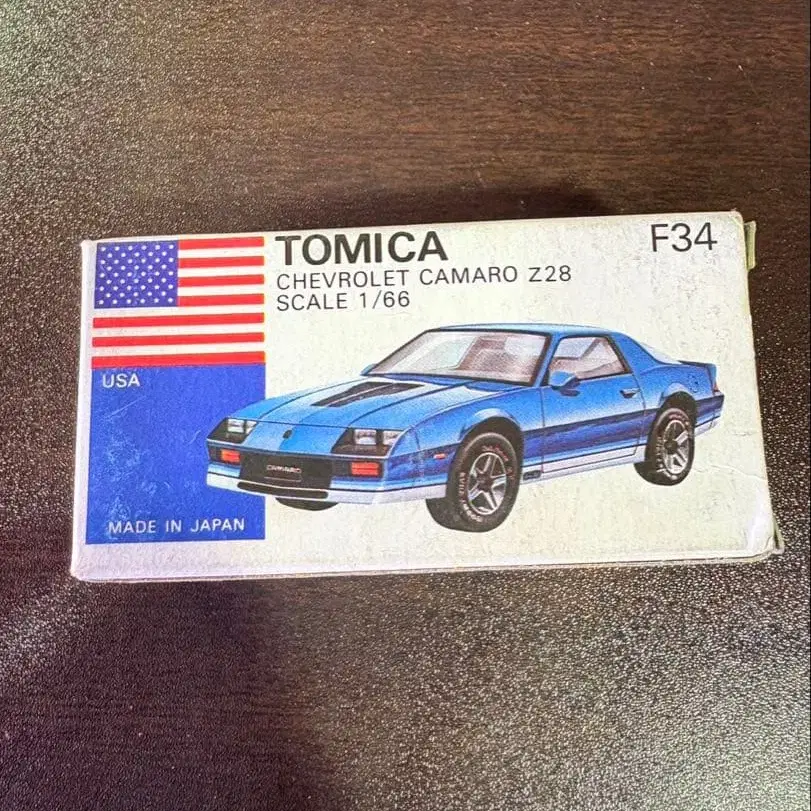 TOMICA
F34
CHEVROLET CAMARO Z28
SCALE 1/66
USA
CAMARO
MADE IN JAPAN